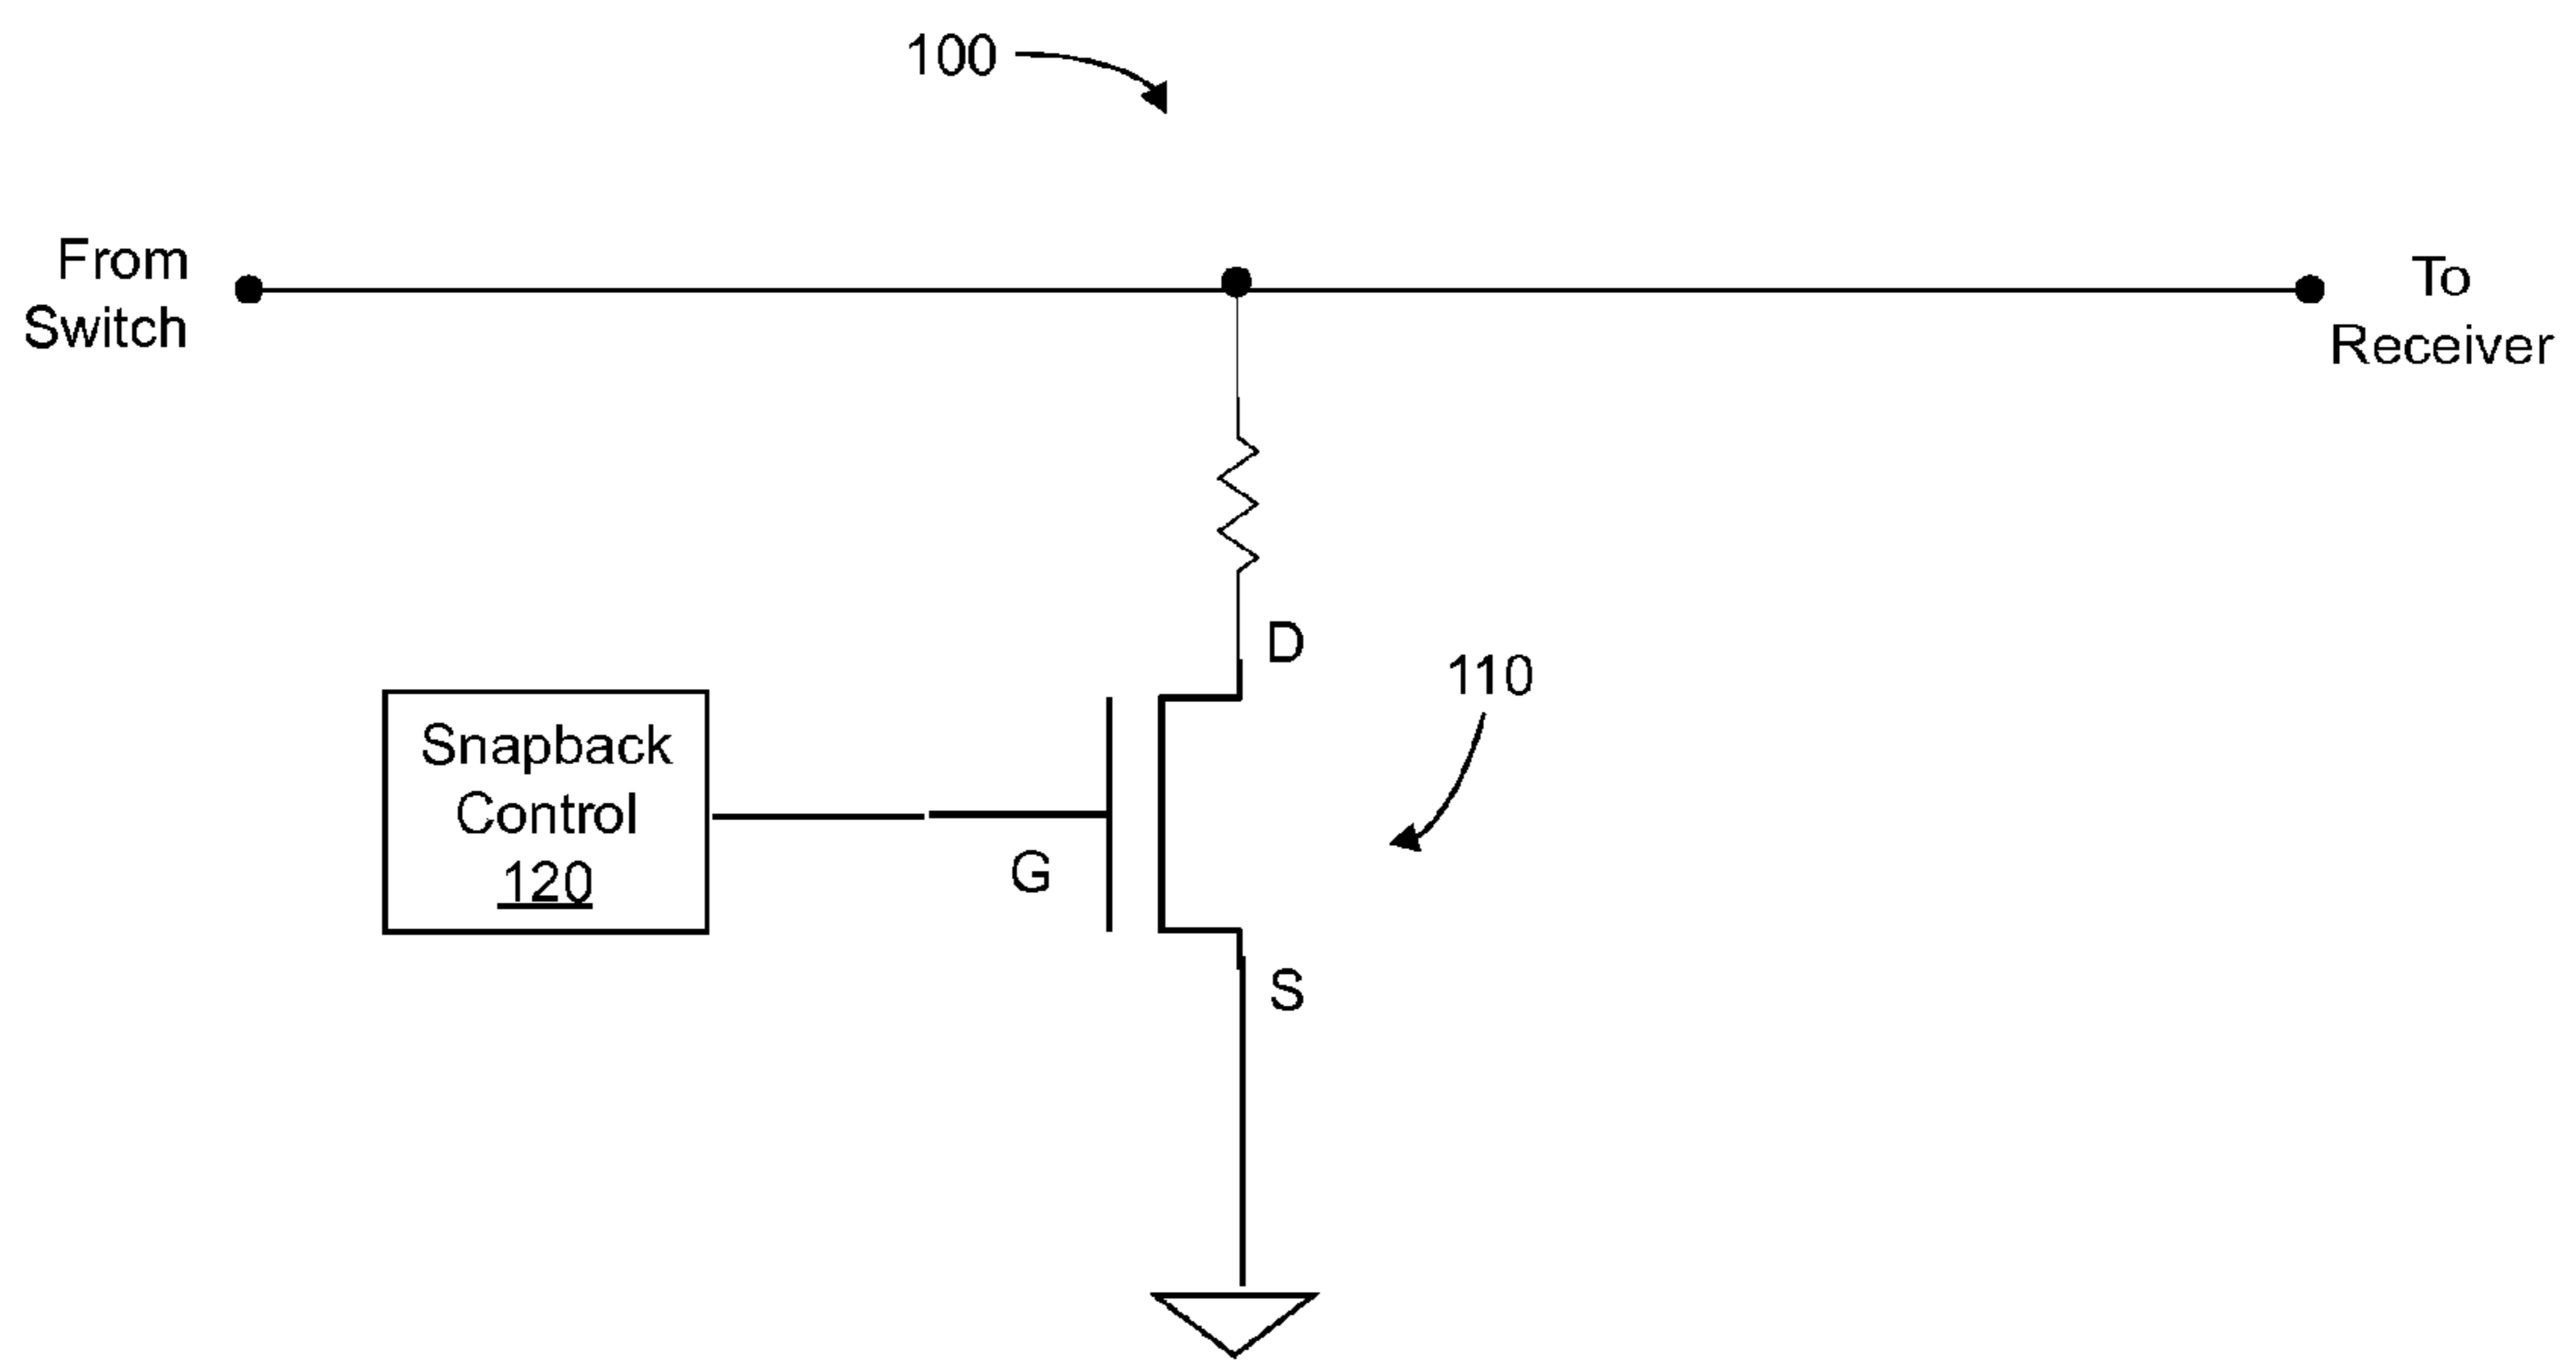 100
From
Switch
To
Receiver
D
110
Snapback
Control
120
G
S